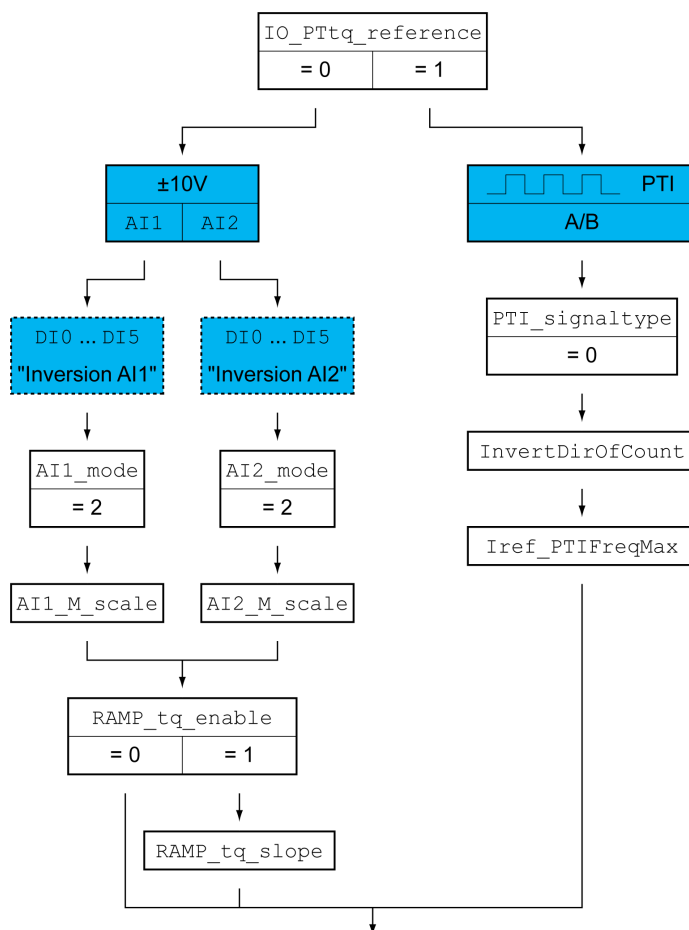 IO_PTtq_reference
= 0 = 1
±10V
AI1 AI2
PTI
A/B
DI0 ... DI5
"Inversion AI1"
DI0 ... DI5
"Inversion AI2"
PTI_signaltype
= 0
AI1_mode
= 2
AI2_mode
= 2
InvertDirOfCount
Iref_PTIFreqMax
AI1_M_scale
AI2_M_scale
RAMP_tq_enable
= 0 = 1
RAMP_tq_slope